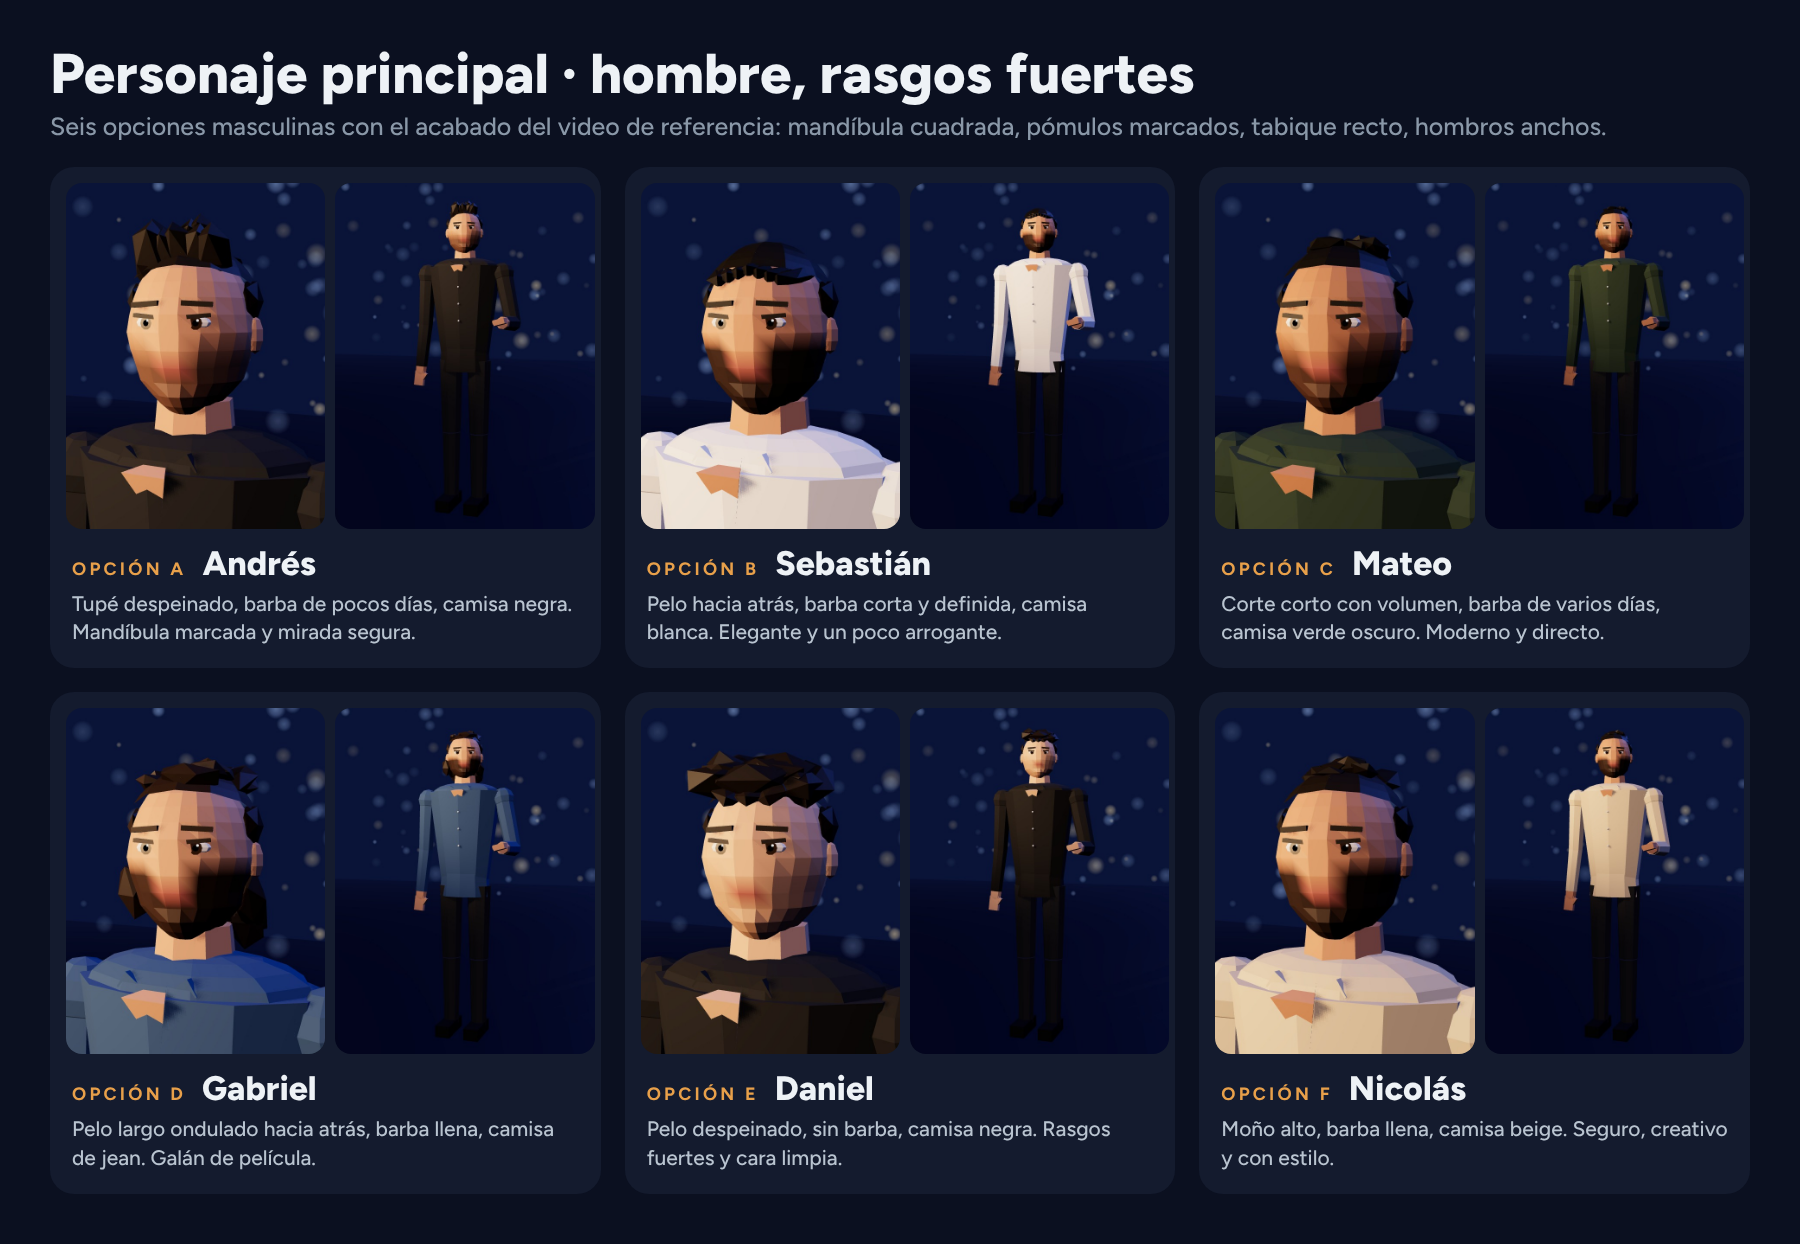 Personaje principal · hombre, rasgos fuertes
Seis opciones masculinas con el acabado del video de referencia: mandíbula cuadrada, pómulos marcados, tabique recto, hombros anchos.
OPCIÓN A Andrés
Tupé despeinado, barba de pocos días, camisa negra.
Mandíbula marcada y mirada segura.
OPCIÓN B Sebastián
Pelo hacia atrás, barba corta y definida, camisa
blanca. Elegante y un poco arrogante.
OPCIÓN C Mateo
Corte corto con volumen, barba de varios días,
camisa verde oscuro. Moderno y directo.
OPCIÓN D Gabriel
Pelo largo ondulado hacia atrás, barba llena, camisa
de jean. Galán de película.
OPCIÓN E Daniel
Pelo despeinado, sin barba, camisa negra. Rasgos
fuertes y cara limpia.
OPCIÓN F Nicolás
Moño alto, barba llena, camisa beige. Seguro, creativo
y con estilo.